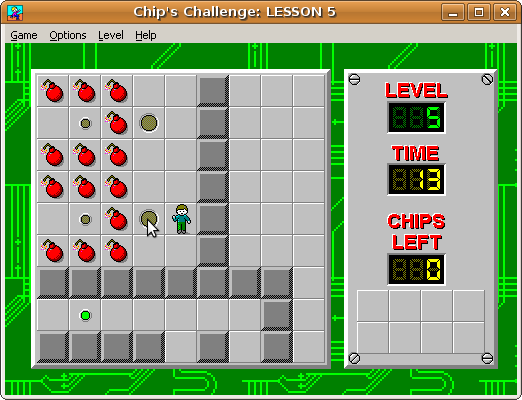 Chip's Challenge: LESSON 5
Game Options Level Help
LEVEL
5
TIME
13
CHIPS
LEFT
0